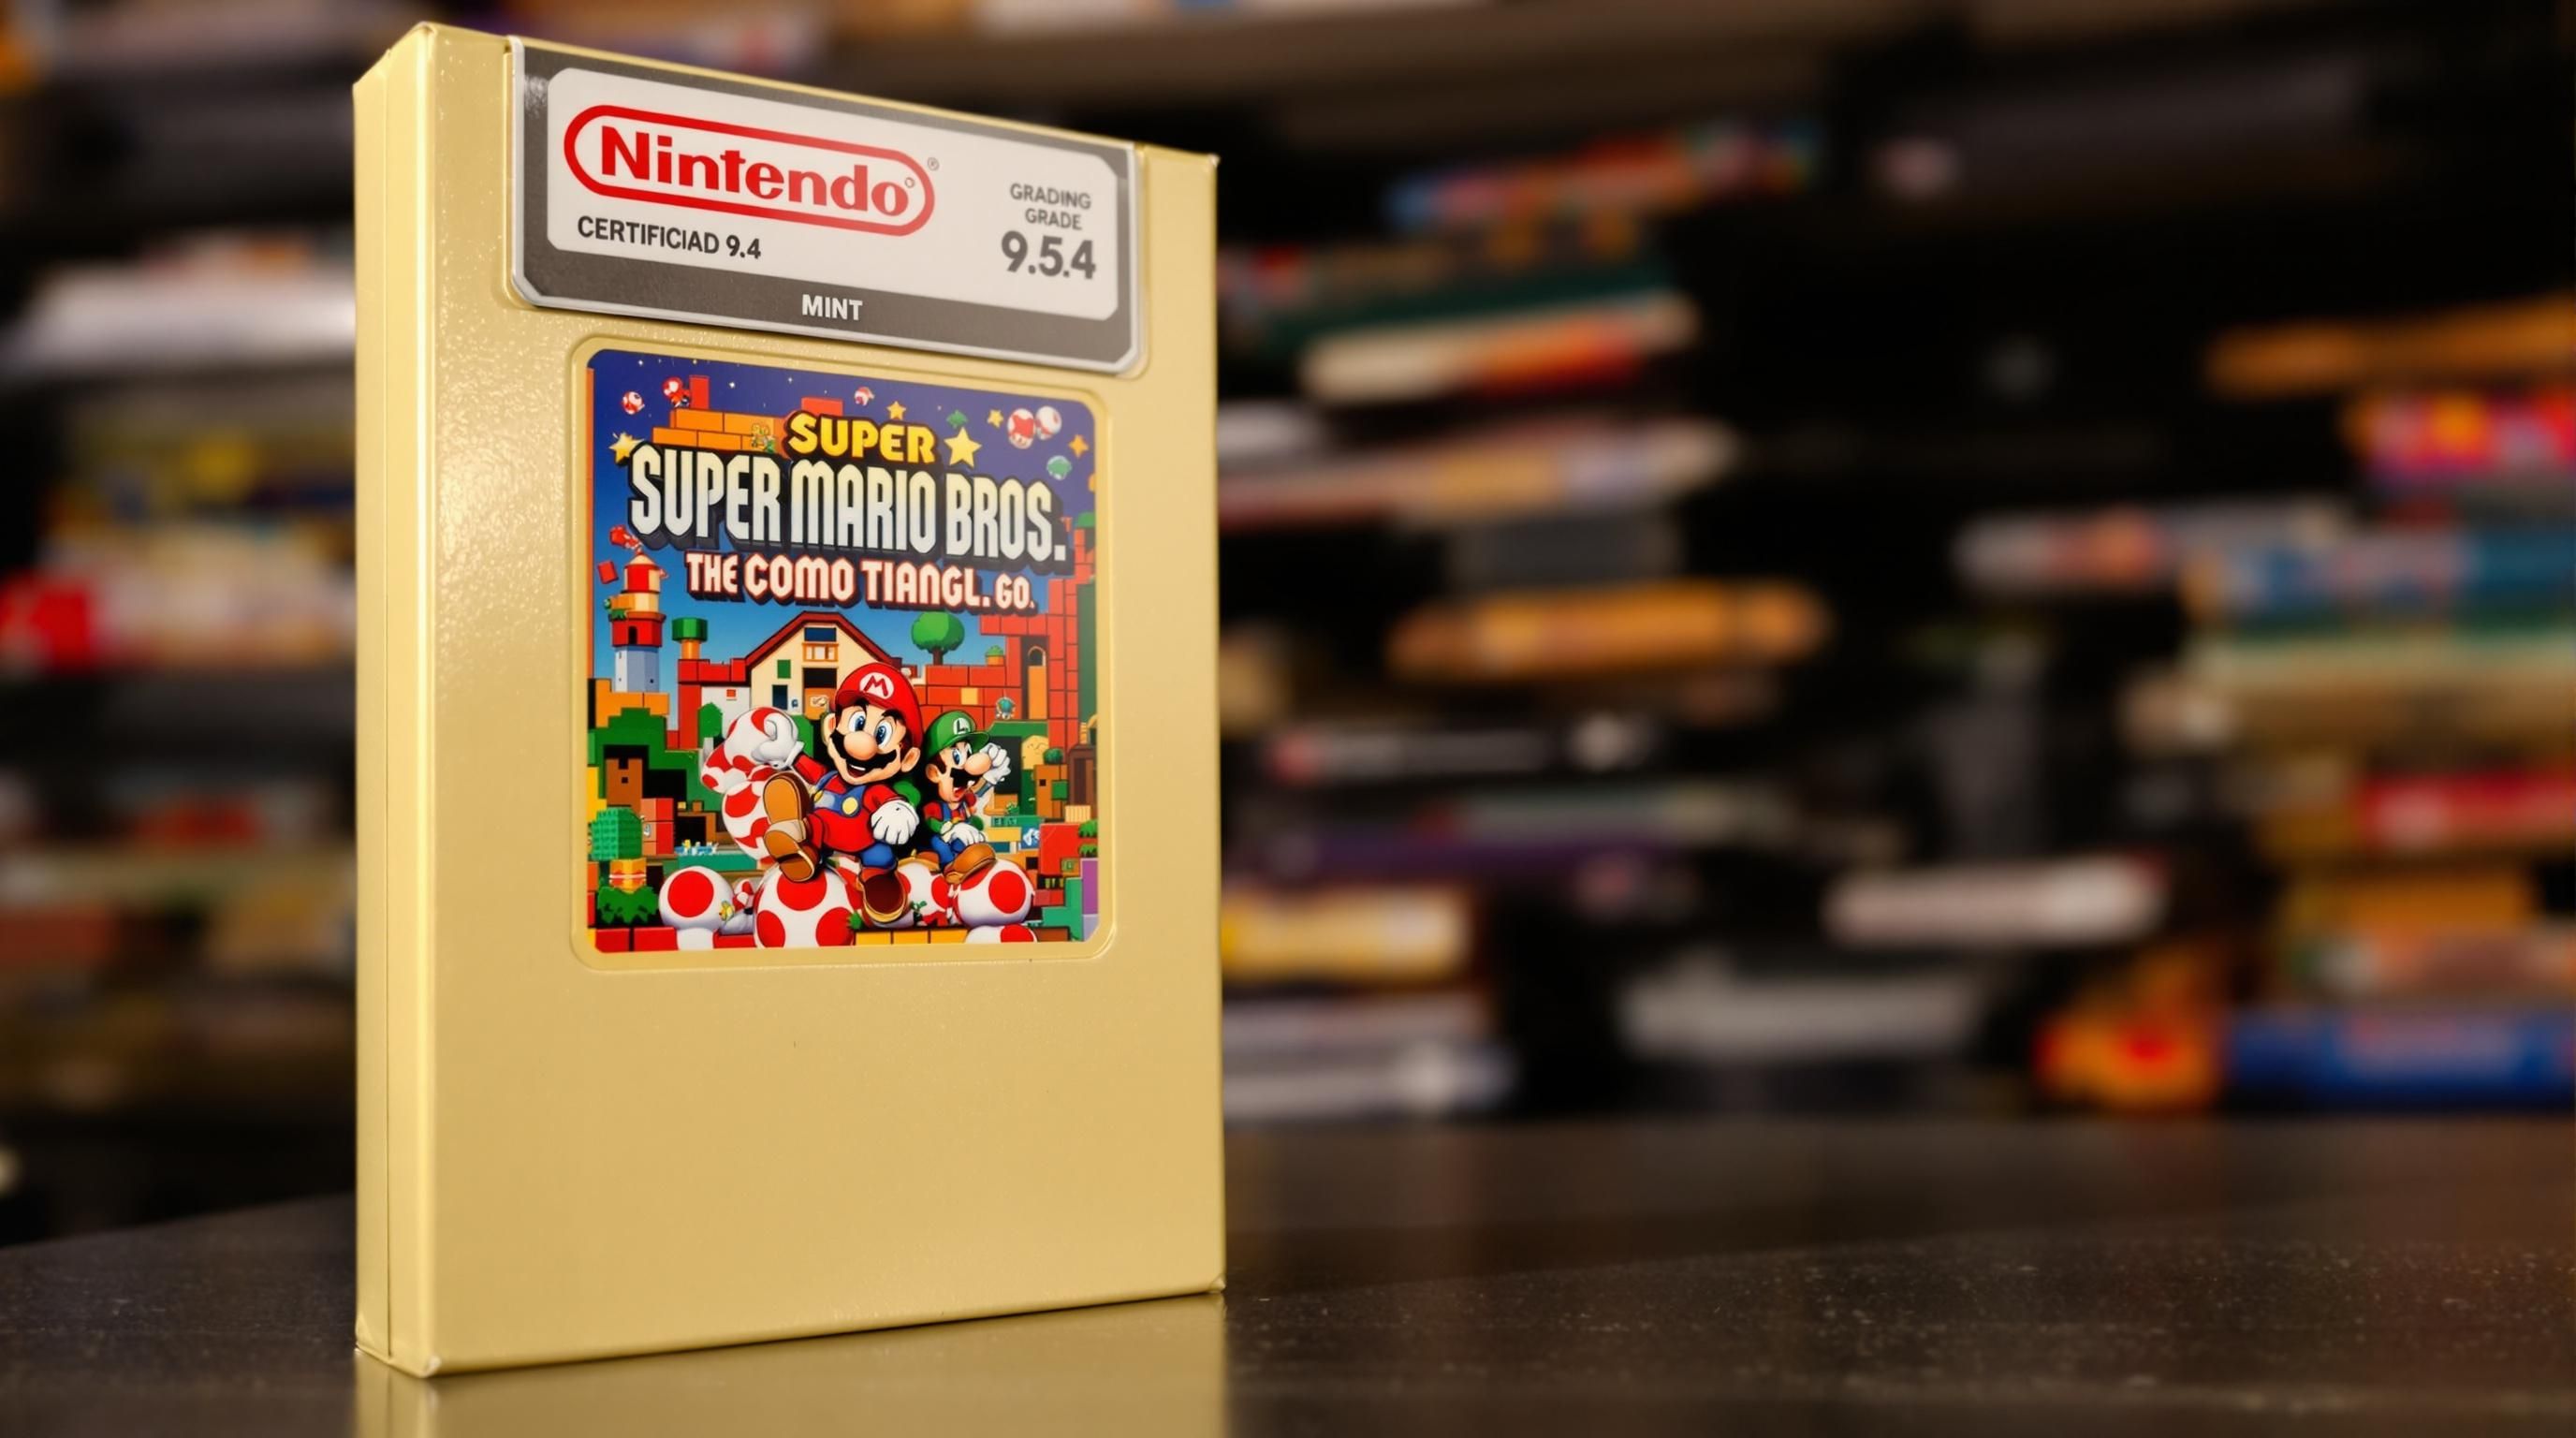 Nintendo®
CERTIFICIAD 9.4
GRADING
GRADE
9.5.4
MINT
SUPER
SUPER MARIO BROS.
THE COMO TIANGL. GO.
M
L